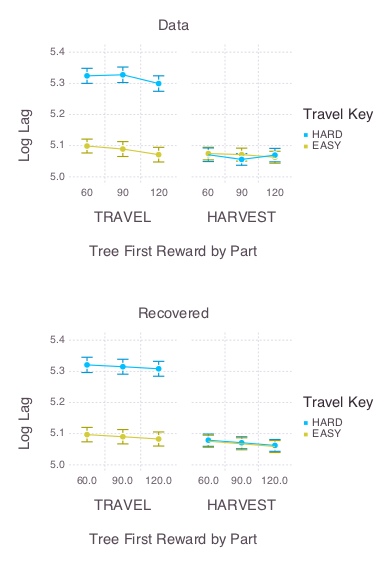 Data
5.4
5.3
5.2
5.1
5.0
Log Lag
60 90 120 60 90 120
TRAVEL HARVEST
Tree First Reward by Part
Travel Key
HARD
EASY
Recovered
5.4
5.3
5.2
5.1
5.0
Log Lag
60.0 90.0 120.0 60.0 90.0 120.0
TRAVEL HARVEST
Tree First Reward by Part
Travel Key
HARD
EASY